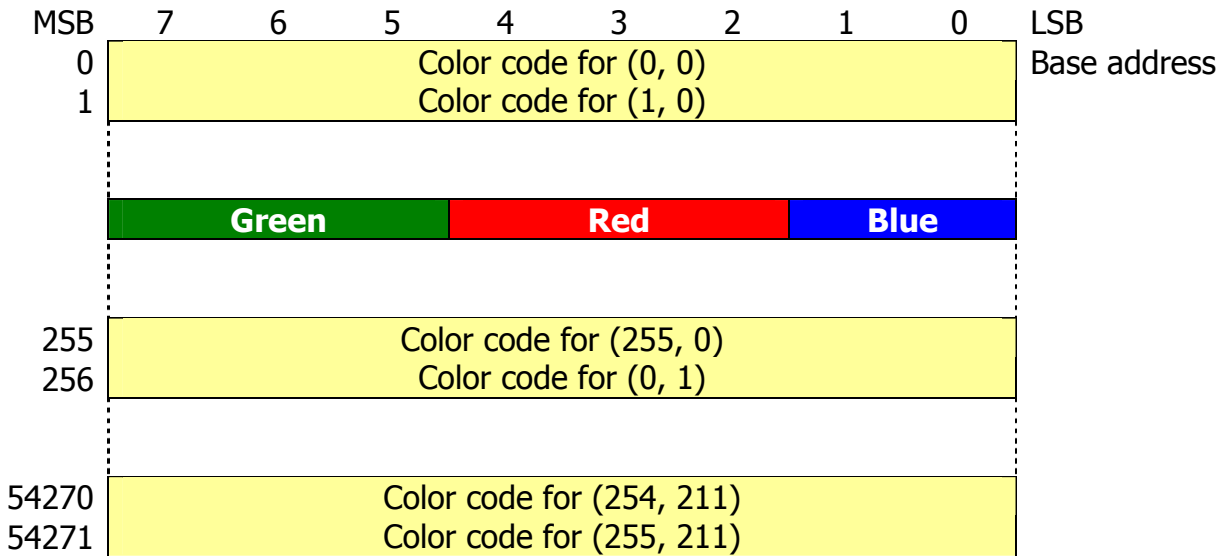 MSB 7 6 5 4 3 2 1 0 LSB
0 Color code for (0, 0) Base address
1 Color code for (1, 0)
Green Red Blue
255 Color code for (255, 0)
256 Color code for (0, 1)
54270 Color code for (254, 211)
54271 Color code for (255, 211)